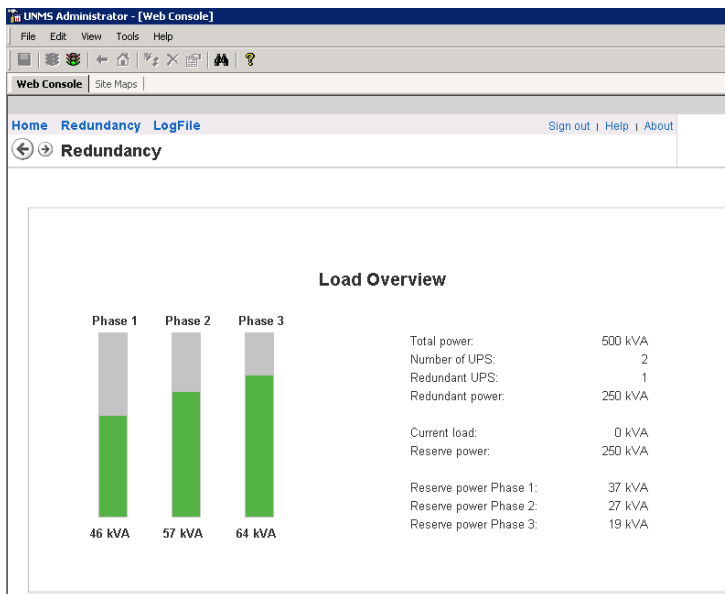 UNMS Administrator - [Web Console]
File Edit View Tools Help
Web Console Site Maps
Home Redundancy LogFile Sign out | Help | About
Redundancy
Load Overview
Phase 1 Phase 2 Phase 3
46 kVA 57 kVA 64 kVA
Total power: 500 kVA
Number of UPS: 2
Redundant UPS: 1
Redundant power: 250 kVA
Current load: 0 kVA
Reserve power: 250 kVA
Reserve power Phase 1: 37 kVA
Reserve power Phase 2: 27 kVA
Reserve power Phase 3: 19 kVA